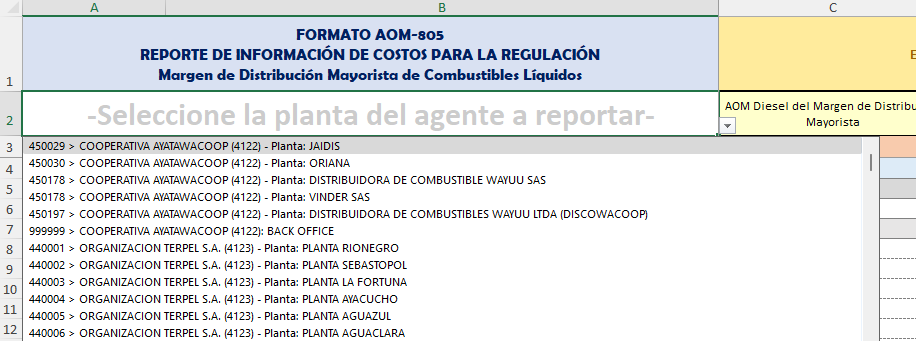 A B C
1
FORMATO AOM-805
REPORTE DE INFORMACIÓN DE COSTOS PARA LA REGULACIÓN
Margen de Distribución Mayorista de Combustibles Líquidos
E
2
-Seleccione la planta del agente a reportar-
AOM Diesel del Margen de Distribu
Mayorista
3
450029 > COOPERATIVA AYATAWACOOP (4122) - Planta: JAIDIS
4
450030 > COOPERATIVA AYATAWACOOP (4122) - Planta: ORIANA
5
450178 > COOPERATIVA AYATAWACOOP (4122) - Planta: DISTRIBUIDORA DE COMBUSTIBLE WAYUU SAS
6
450178 > COOPERATIVA AYATAWACOOP (4122) - Planta: VINDER SAS
450197 > COOPERATIVA AYATAWACOOP (4122) - Planta: DISTRIBUIDORA DE COMBUSTIBLES WAYUU LTDA (DISCOWACOOP)
7
999999 > COOPERATIVA AYATAWACOOP (4122): BACK OFFICE
8
440001 > ORGANIZACION TERPEL S.A. (4123) - Planta: PLANTA RIONEGRO
9
440002 > ORGANIZACION TERPEL S.A. (4123) - Planta: PLANTA SEBASTOPOL
10
440003 > ORGANIZACION TERPEL S.A. (4123) - Planta: PLANTA LA FORTUNA
440004 > ORGANIZACION TERPEL S.A. (4123) - Planta: PLANTA AYACUCHO
11
440005 > ORGANIZACION TERPEL S.A. (4123) - Planta: PLANTA AGUAZUL
12
440006 > ORGANIZACION TERPEL S.A. (4123) - Planta: PLANTA AGUACLARA